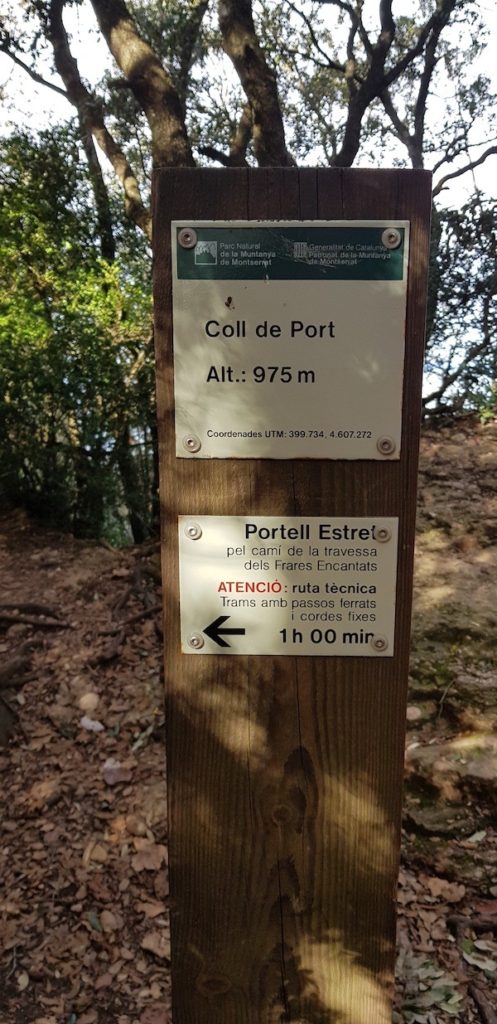 Parc Natural
de la Muntanya
de Montserrat
Generalitat de Catalunya
Patronat de la Muntanya
de Montserrat
Coll de Port
Alt.: 975 m
Coordenades UTM: 399.734, 4.607.272
Portell Estret
pel camí de la travessa
dels Frares Encantats
ATENCIÓ: ruta tècnica
Trams amb passos ferrats
i cordes fixes
1 h 00 min